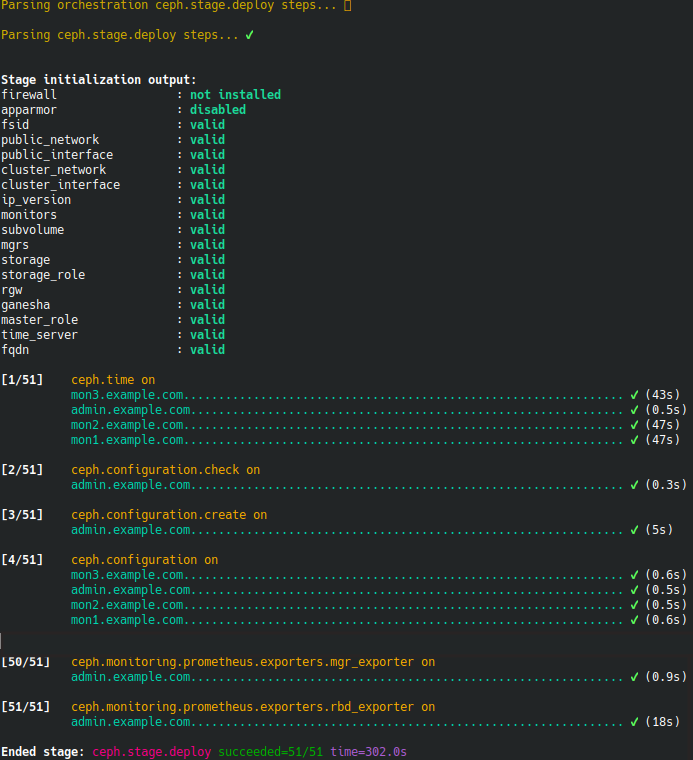 Parsing orchestration ceph.stage.deploy steps...
Parsing ceph.stage.deploy steps... ✔
Stage initialization output:
firewall : not installed
apparmor : disabled
fsid : valid
public_network : valid
public_interface : valid
cluster_network : valid
cluster_interface : valid
ip_version : valid
monitors : valid
subvolume : valid
mgrs : valid
storage : valid
storage_role : valid
rgw : valid
ganesha : valid
master_role : valid
time_server : valid
fqdn : valid
[1/51] ceph.time on
mon3.example.com............................................................... ✔ (43s)
admin.example.com.............................................................. ✔ (0.5s)
mon2.example.com............................................................... ✔ (47s)
mon1.example.com............................................................... ✔ (47s)
[2/51] ceph.configuration.check on
admin.example.com.............................................................. ✔ (0.3s)
[3/51] ceph.configuration.create on
admin.example.com.............................................................. ✔ (5s)
[4/51] ceph.configuration on
mon3.example.com............................................................... ✔ (0.6s)
admin.example.com.............................................................. ✔ (0.5s)
mon2.example.com............................................................... ✔ (0.5s)
mon1.example.com............................................................... ✔ (0.6s)
[50/51] ceph.monitoring.prometheus.exporters.mgr_exporter on
admin.example.com.............................................................. ✔ (0.9s)
[51/51] ceph.monitoring.prometheus.exporters.rbd_exporter on
admin.example.com.............................................................. ✔ (18s)
Ended stage: ceph.stage.deploy succeeded=51/51 time=302.0s